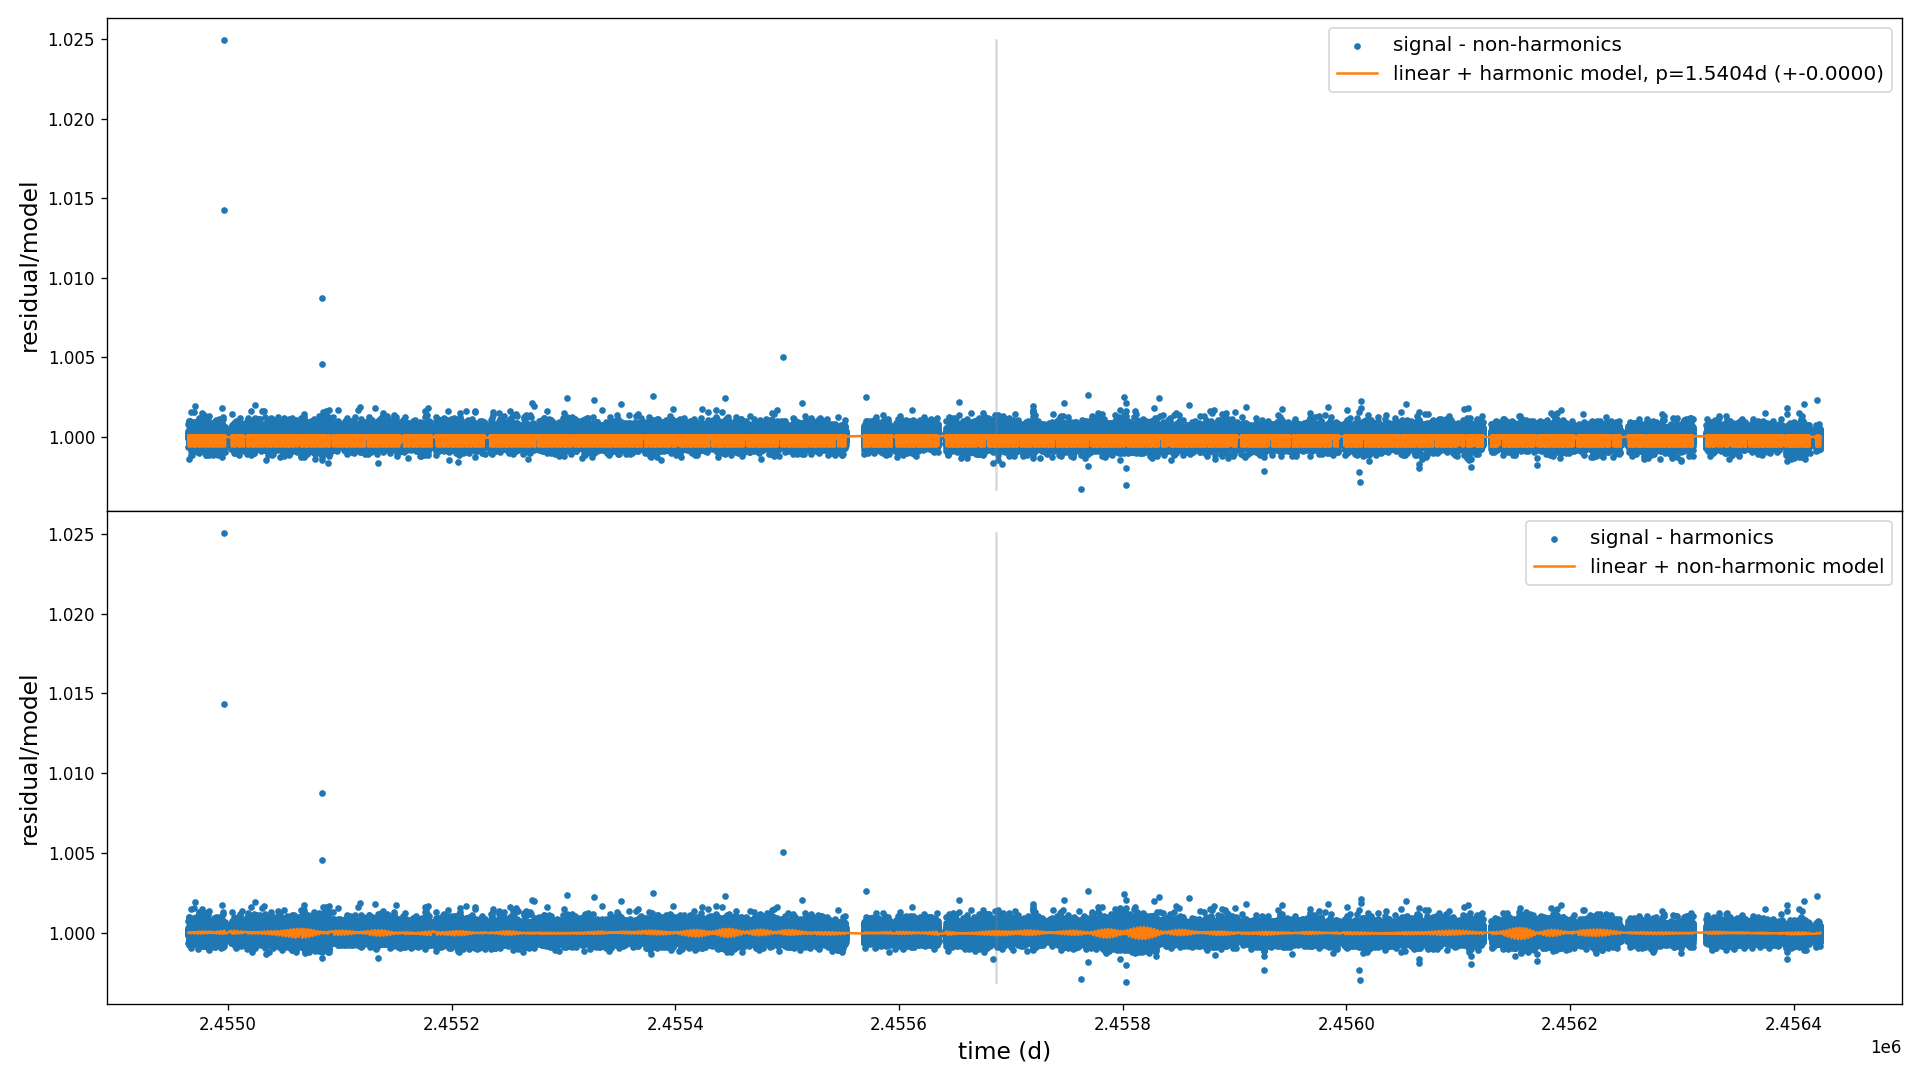 1.025
1.020
1.015
1.010
1.005
1.000
residual/model
signal - non-harmonics
linear + harmonic model, p=1.5404d (+-0.0000)
1.025
1.020
1.015
1.010
1.005
1.000
residual/model
signal - harmonics
linear + non-harmonic model
2.4550 2.4552 2.4554 2.4556 2.4558 2.4560 2.4562 2.4564
time (d)
1e6